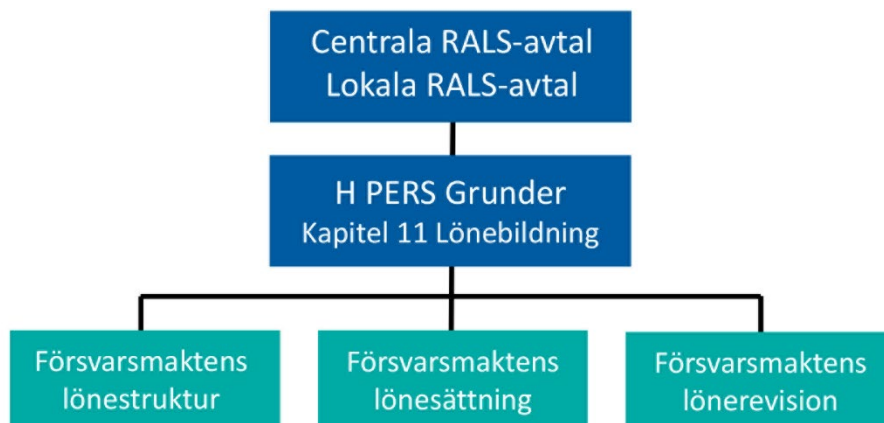 Centrala RALS-avtal
Lokala RALS-avtal
H PERS Grunder
Kapitel 11 Lönebildning
Försvarsmaktens
lönestruktur
Försvarsmaktens
lönesättning
Försvarsmaktens
lönerevision